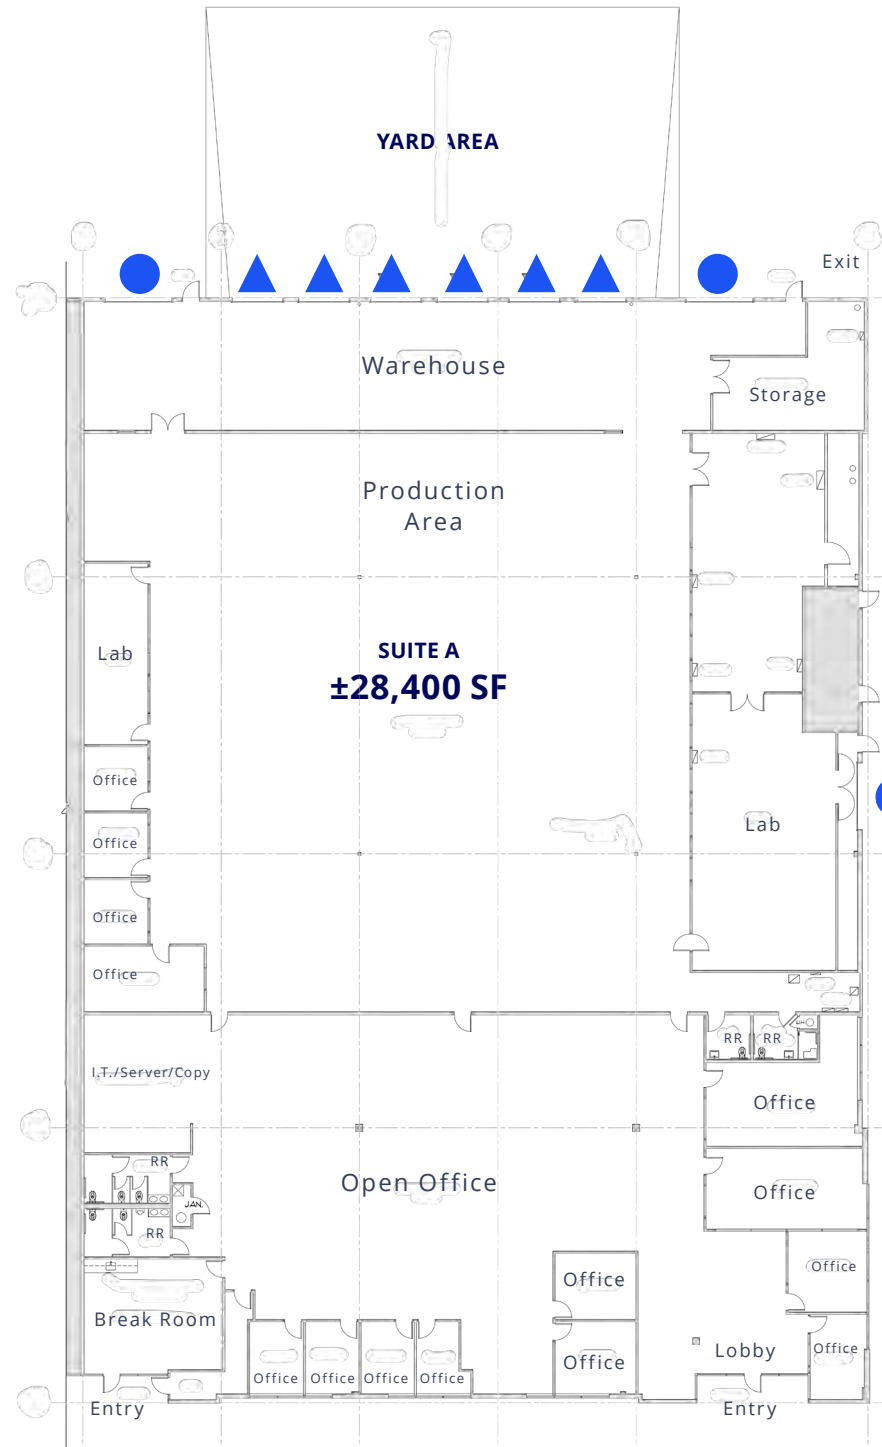 YARD AREA
Exit
Warehouse
Storage
Production
Area
SUITE A
±28,400 SF
Lab
Office
Lab
Office
Office
Office
RR
RR
I.T./Server/Copy
Office
RR
Open Office
Office
JAN.
RR
Office
Office
Break Room
Lobby
Office
Office
Office
Office
Office
Office
Entry
Entry